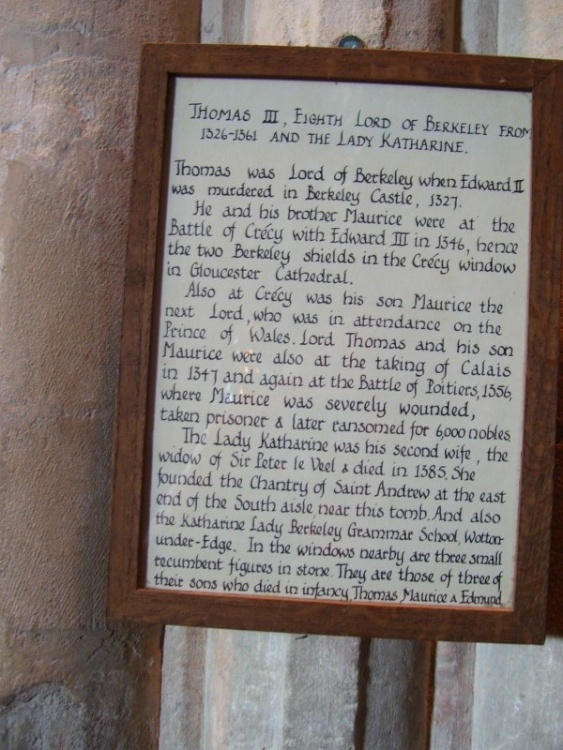 THOMAS III, EIGHTH LORD OF BERKELEY FROM
1326-1361 AND THE LADY KATHARINE.
Thomas was Lord of Berkeley when Edward II
was murdered in Berkeley Castle, 1327.
He and his brother Maurice were at the
Battle of Crécy with Edward III in 1346, hence
the two Berkeley shields in the Crécy window
in Gloucester Cathedral.
Also at Crécy was his son Maurice the
next Lord, who was in attendance on the
Prince of Wales. Lord Thomas and his son
Maurice were also at the taking of Calais
in 1347 and again at the Battle of Poitiers, 1356,
where Maurice was severely wounded,
taken prisoner & later ransomed for 6,000 nobles.
The Lady Katharine was his second wife, the
widow of Sir Peter le Veel & died in 1385. She
founded the Chantry of Saint Andrew at the east
end of the South aisle, near this tomb. And also
the Katharine Lady Berkeley Grammar School, Wotton-
under-Edge. In the windows nearby are three small
recumbent figures in stone. They are those of three of
their sons who died in infancy, Thomas, Maurice & Edmund.